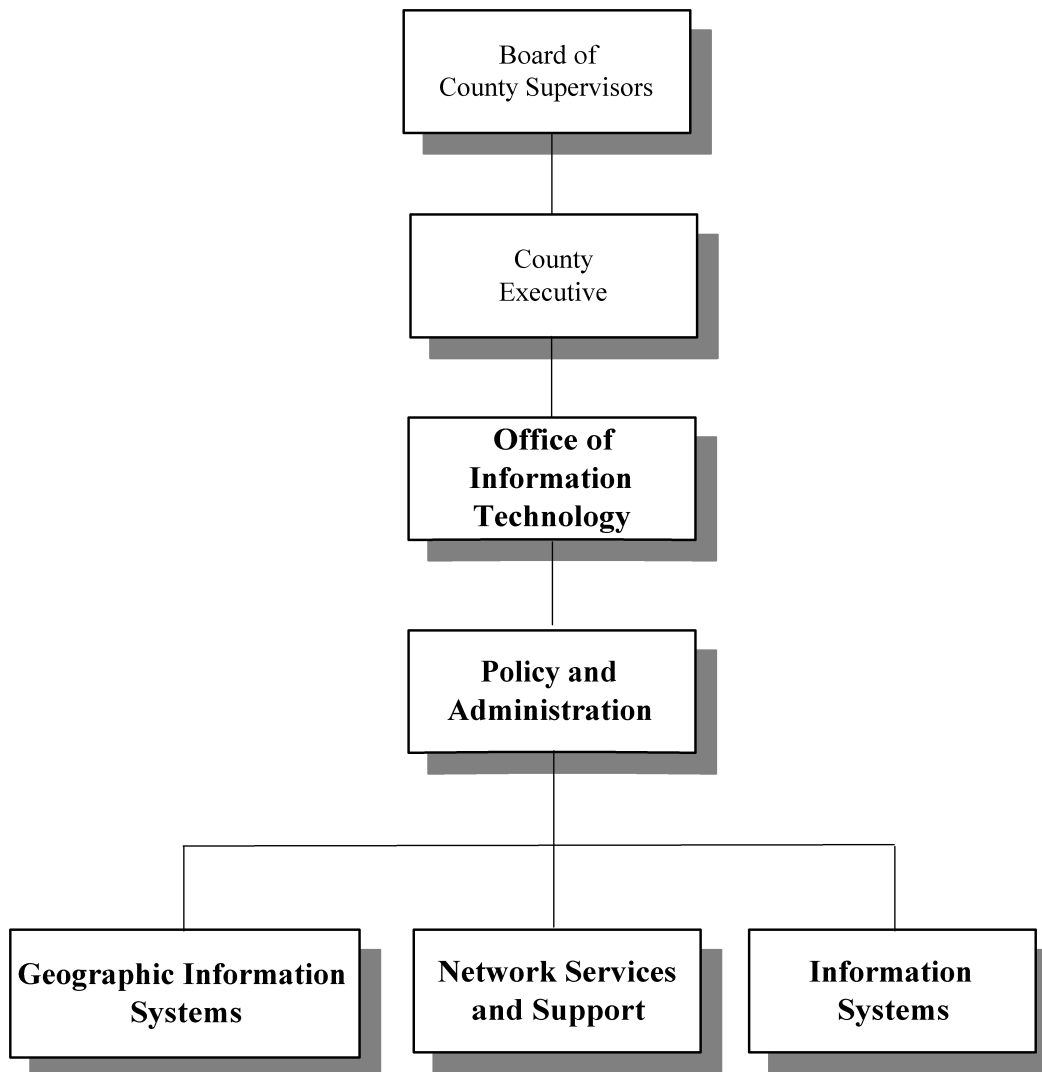 Board of
County Supervisors
County
Executive
Office of
Information
Technology
Policy and
Administration
Geographic Information
Systems
Network Services
and Support
Information
Systems